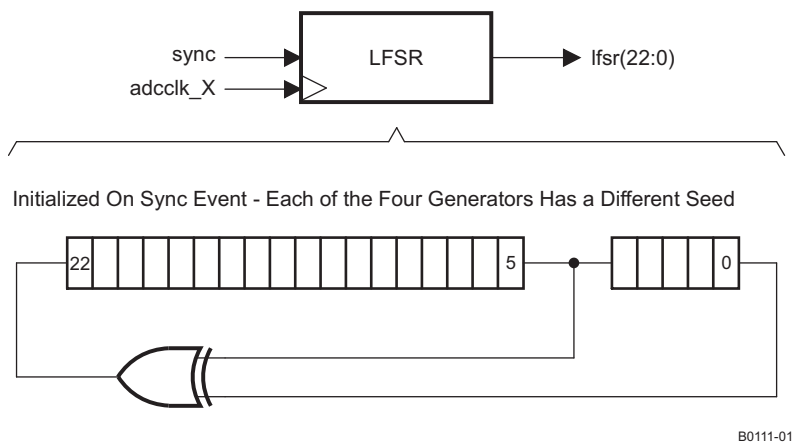 sync
LFSR
lfsr(22:0)
adcclk_X
Initialized On Sync Event - Each of the Four Generators Has a Different Seed
22 5 0
B0111-01